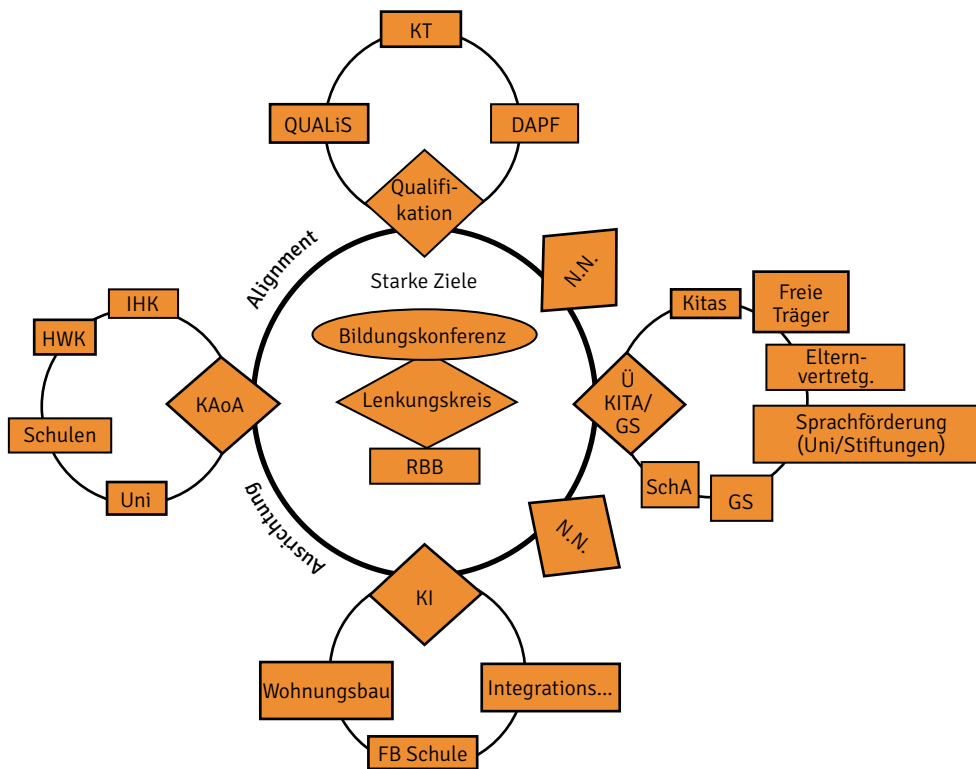 KT
QUALiS
DAPF
Qualifi-
kation
Alignment
Starke Ziele
N.N.
Bildungskonferenz
Lenkungskreis
RBB
IHK
HWK
KAoA
Schulen
Uni
Kitas
Freie
Träger
Eltern-
vertretg.
Ü
KITA/
GS
Sprachförderung
(Uni/Stiftungen)
SchA
GS
Ausrichtung
N.N.
KI
Wohnungsbau
Integrations...
FB Schule